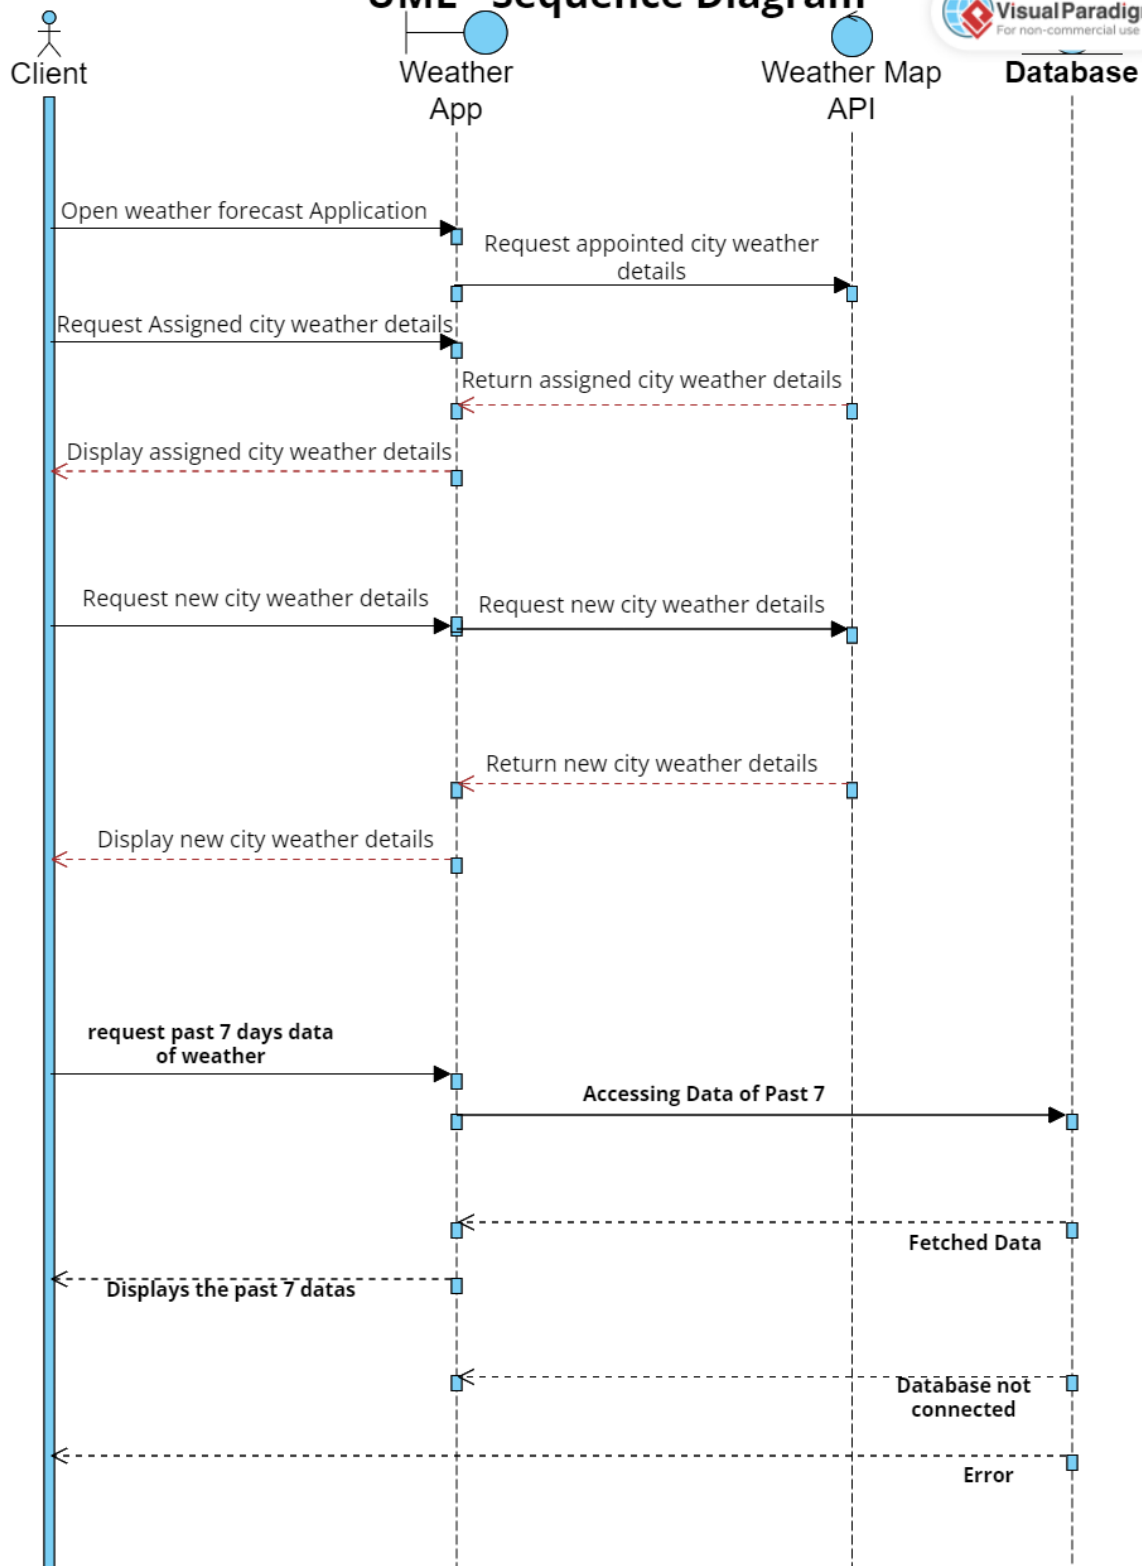 UML - Sequence Diagram
Visual Paradigm
For non-commercial use
Client
Weather
App
Weather Map
API
Database
Open weather forecast Application
Request appointed city weather
details
Request Assigned city weather details
Return assigned city weather details
Display assigned city weather details
Request new city weather details
Request new city weather details
Return new city weather details
Display new city weather details
request past 7 days data
of weather
Accessing Data of Past 7
Fetched Data
Displays the past 7 datas
Database not
connected
Error